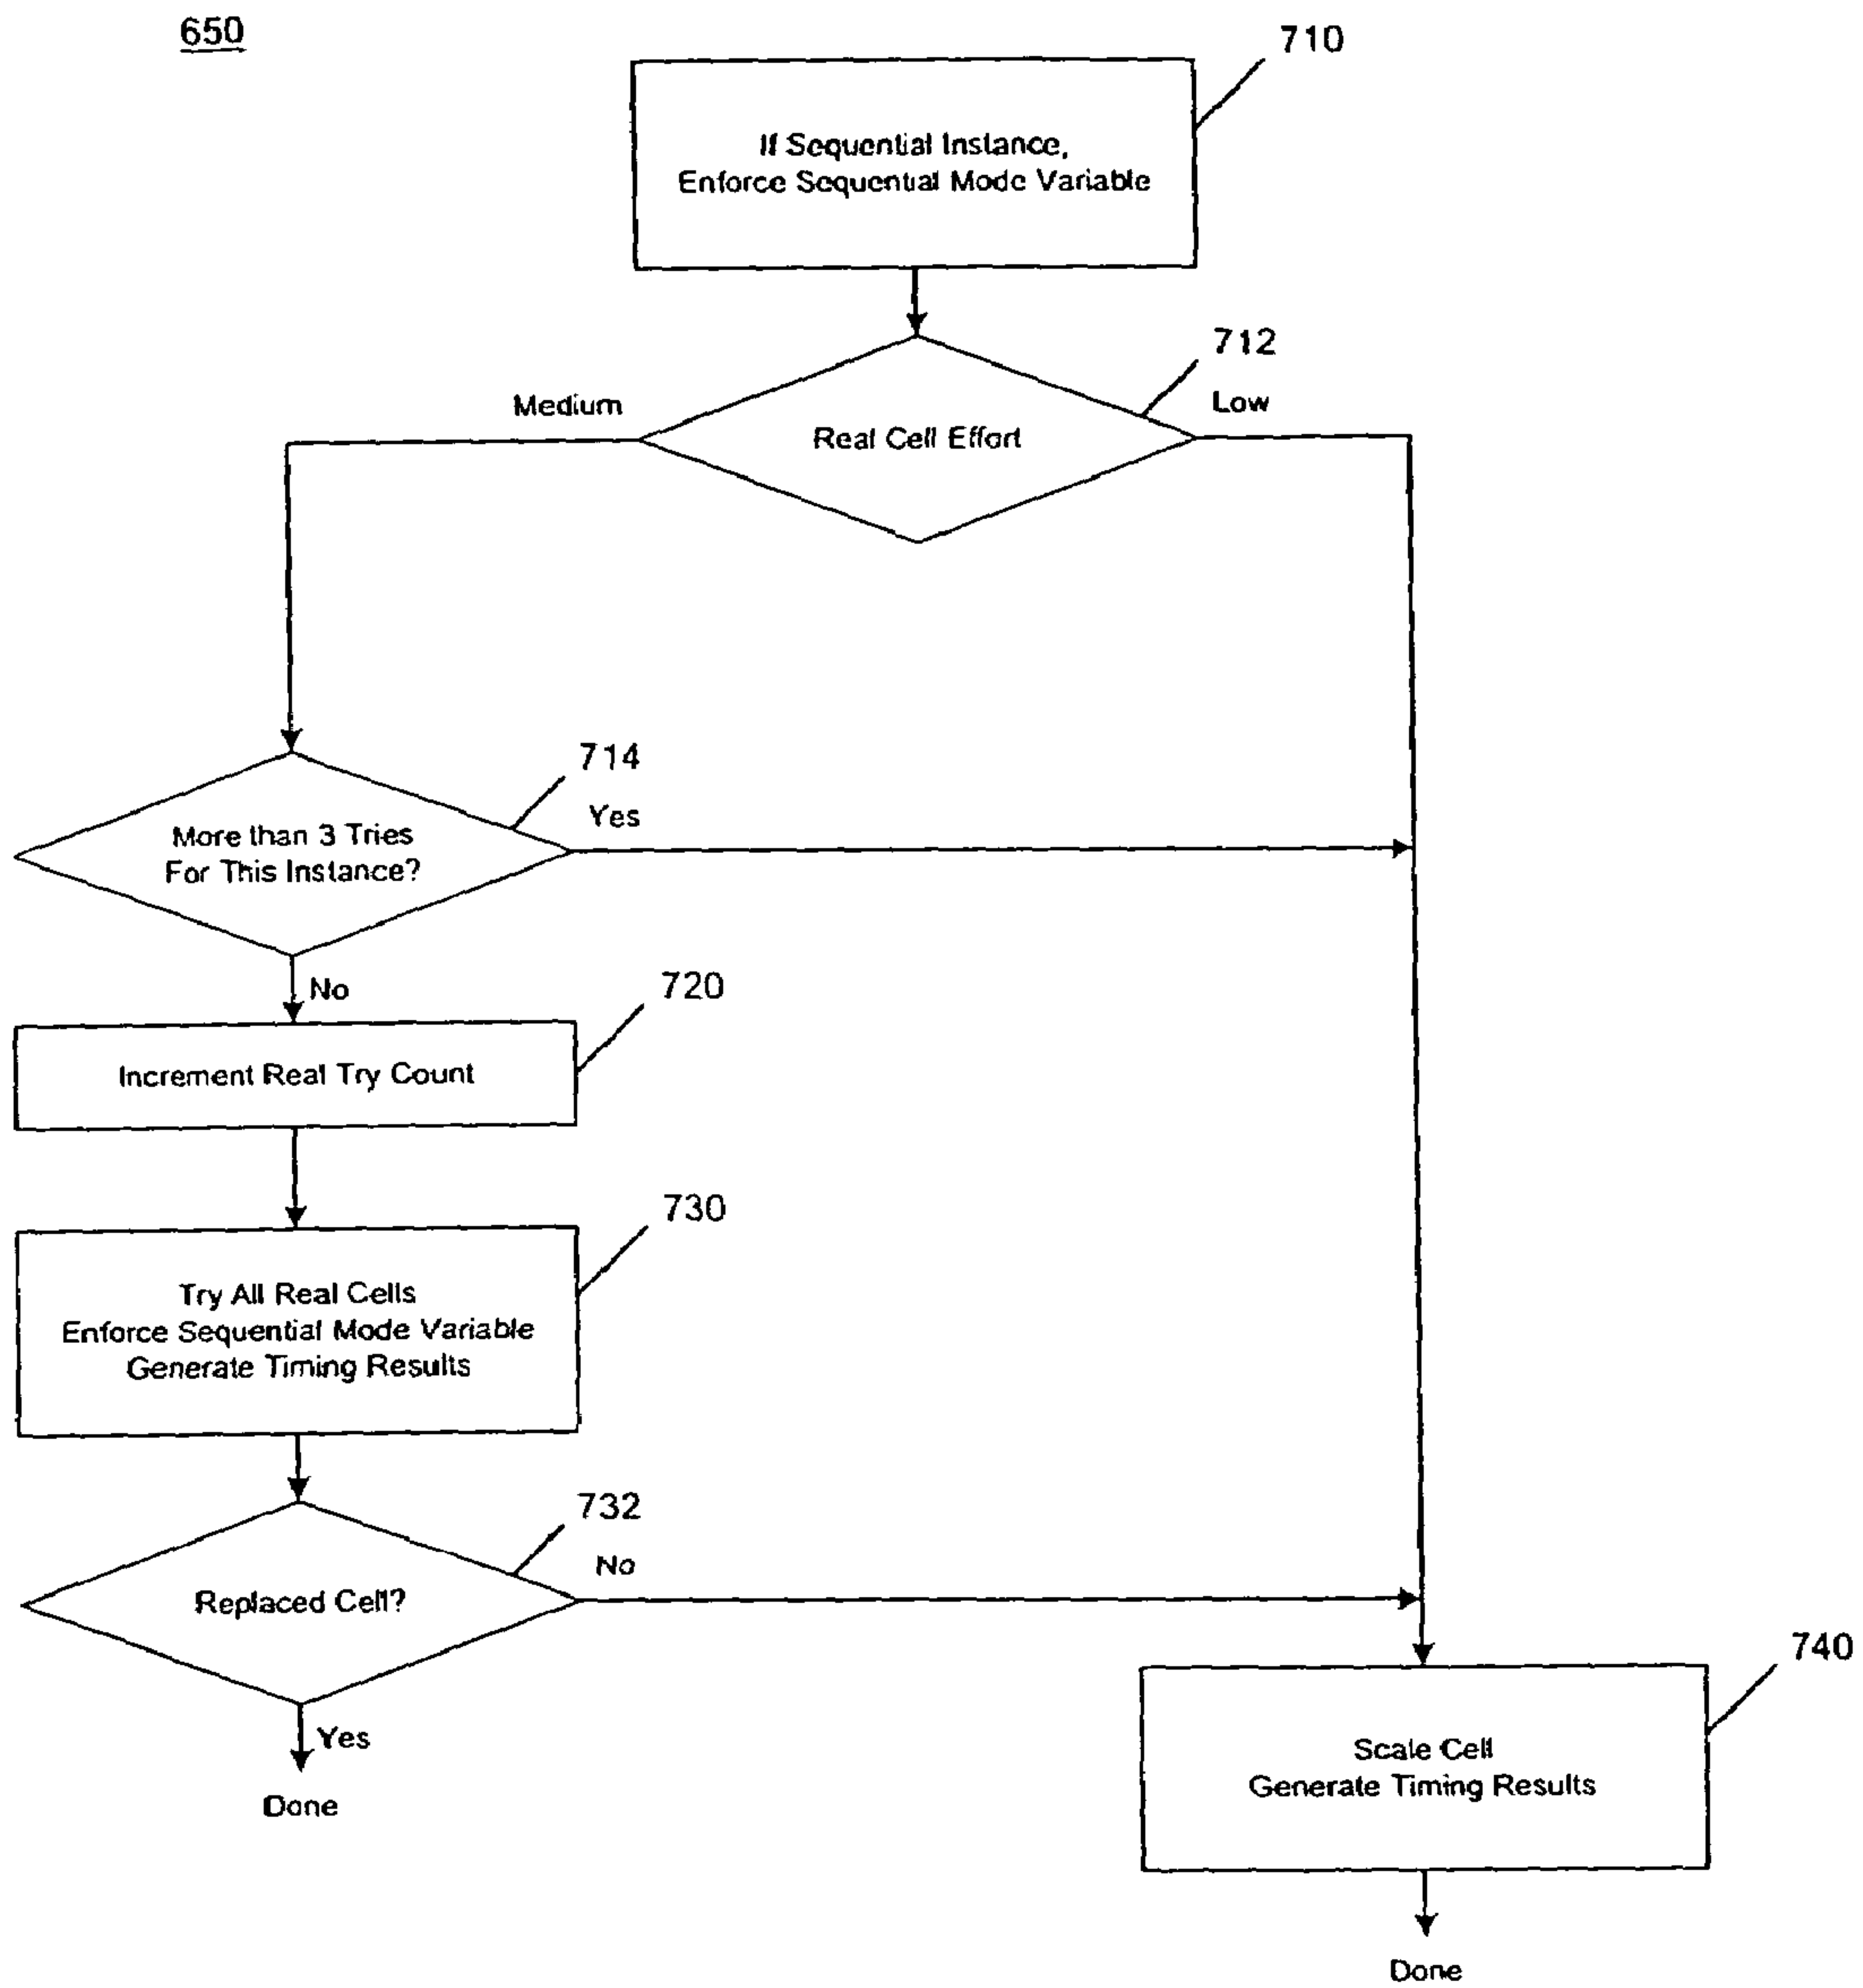 650
710
If Sequential Instance,
Enforce Sequential Mode Variable
712
Medium
Low
Real Cell Effort
714
Yes
More than 3 Tries
For This Instance?
No
720
Increment Real Try Count
730
Try All Real Cells
Enforce Sequential Mode Variable
Generate Timing Results
732
No
Replaced Cell?
740
Yes
Scale Cell
Generate Timing Results
Done
Done